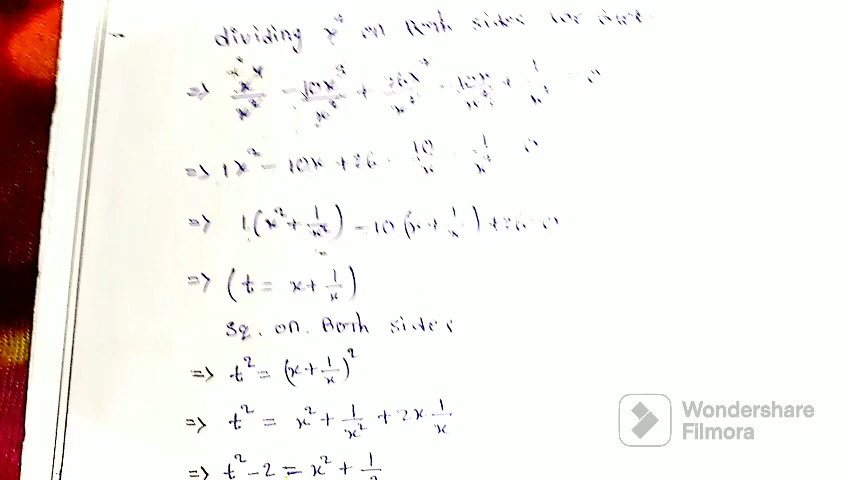 dividing x² on Both sides we
=> x⁴/x² - 10x³/x² + 26x²/x² - 10x/x² + 1/x² = 0
=> 1x² - 10x + 26 - 10/x 1/x² 0
=> 1(x² + 1/x²) - 10(x + 1/x) + 26 = 0
=> (t = x + 1/x)
Sq. on. Both sides
=> t² = (x + 1/x)²
=> t² = x² + 1/x² + 2x 1/x
=> t² - 2 = x² + 1/
Wondershare
Filmora